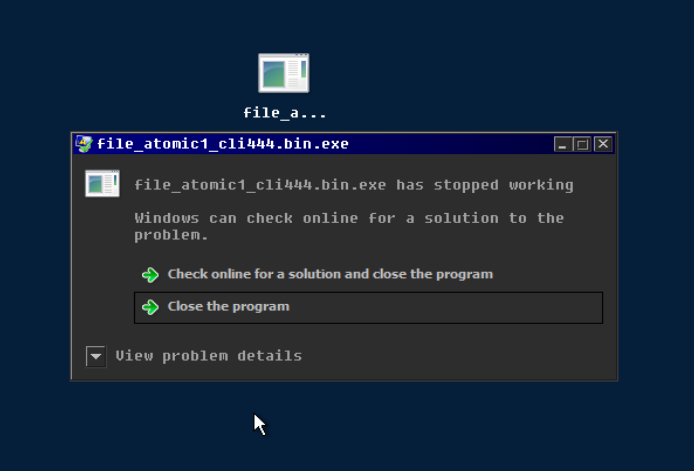 file_a...
file_atomic1_cli444.bin.exe
file_atomic1_cli444.bin.exe has stopped working
Windows can check online for a solution to the
problem.
Check online for a solution and close the program
Close the program
View problem details